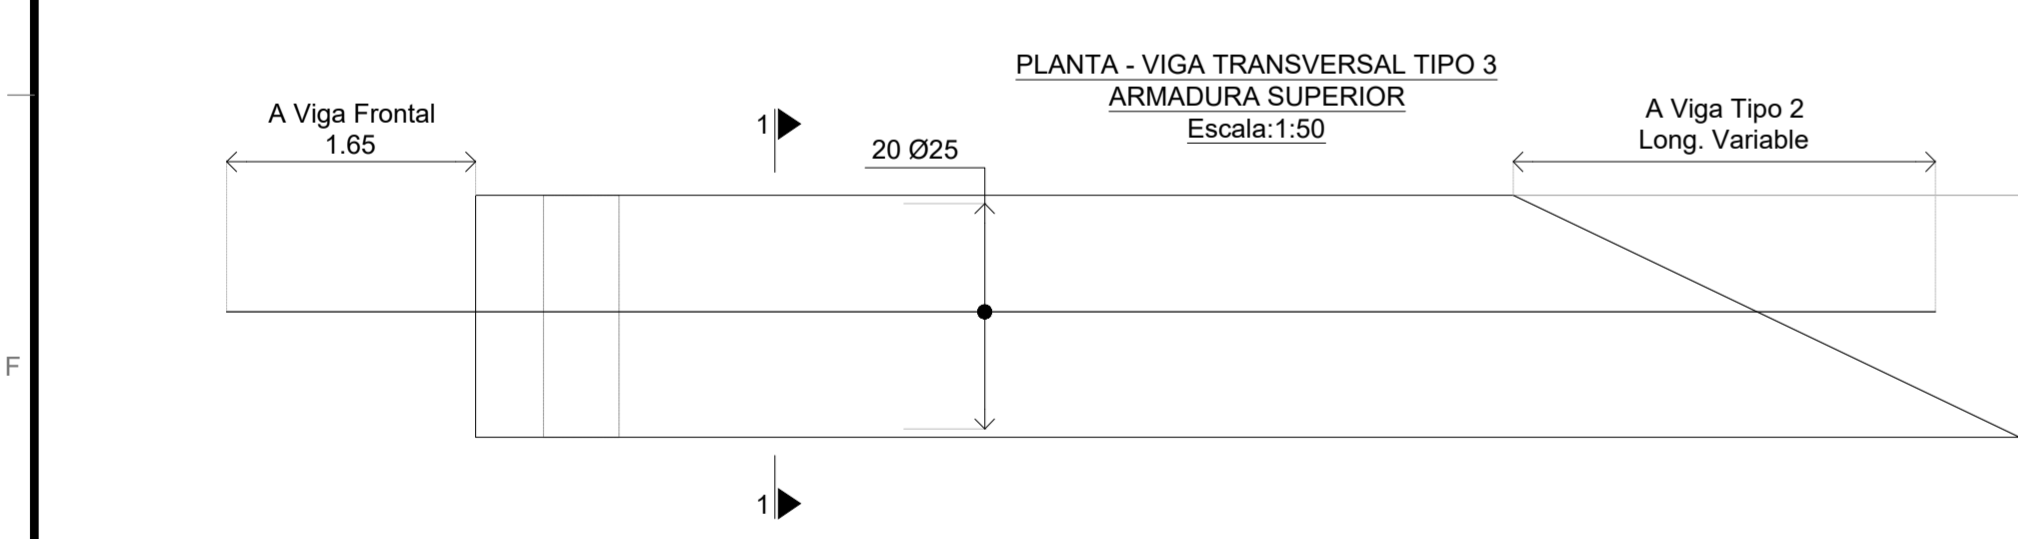 PLANTA - VIGA TRANSVERSAL TIPO 3
ARMADURA SUPERIOR
Escala:1:50
A Viga Frontal
1.65
1
20 Ø25
A Viga Tipo 2
Long. Variable
F
1